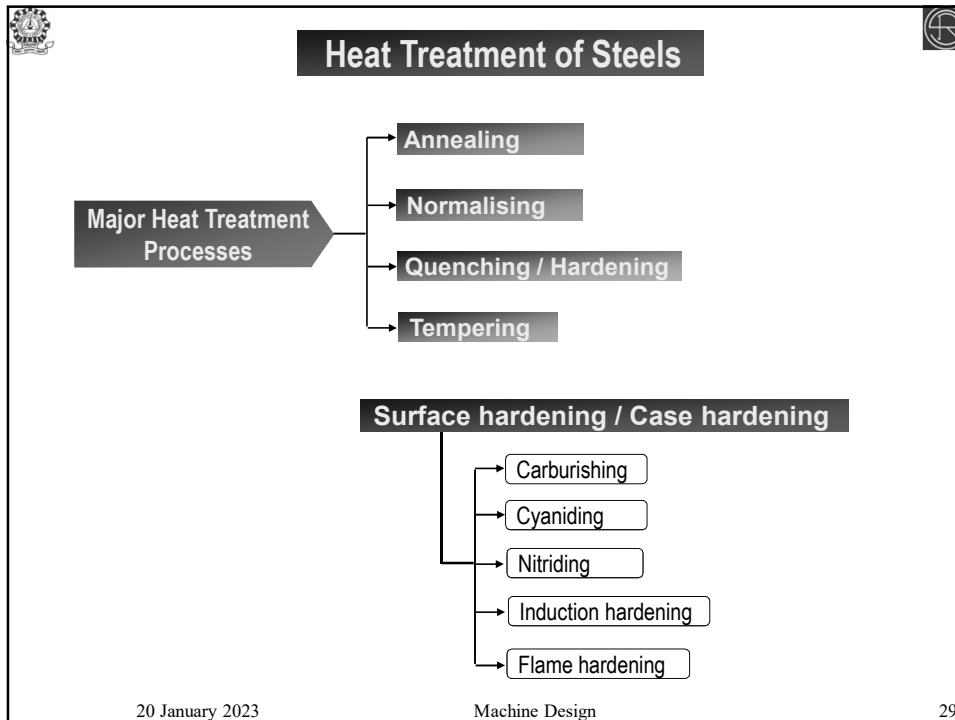 Heat Treatment of Steels
Annealing
Normalising
Major Heat Treatment
Processes
Quenching / Hardening
Tempering
Surface hardening / Case hardening
Carburishing
Cyaniding
Nitriding
Induction hardening
Flame hardening
20 January 2023
Machine Design
29